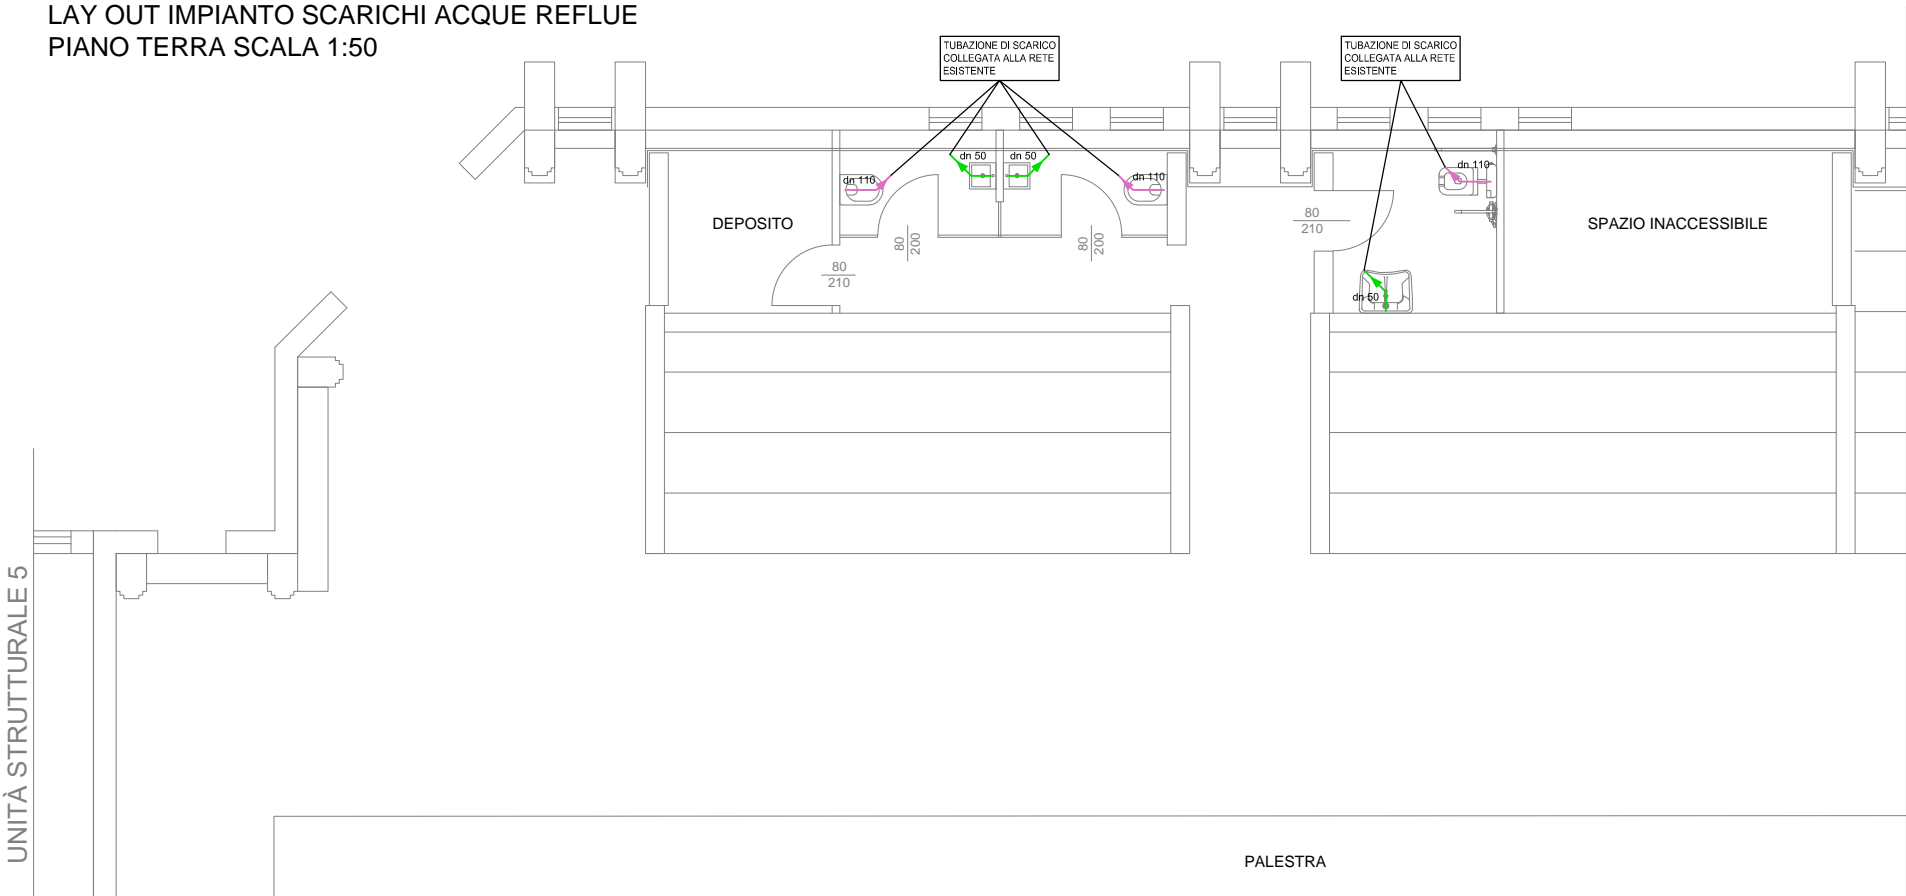 LAY OUT IMPIANTO SCARICHI ACQUE REFLUE
PIANO TERRA SCALA 1:50
TUBAZIONE DI SCARICO
COLLEGATA ALLA RETE
ESISTENTE
TUBAZIONE DI SCARICO
COLLEGATA ALLA RETE
ESISTENTE
dn 50
dn 50
dn 110
dn 110
dn 110
DEPOSITO
80
210
SPAZIO INACCESSIBILE
80
200
80
200
80
210
dn 50
UNITÀ STRUTTURALE 5
PALESTRA